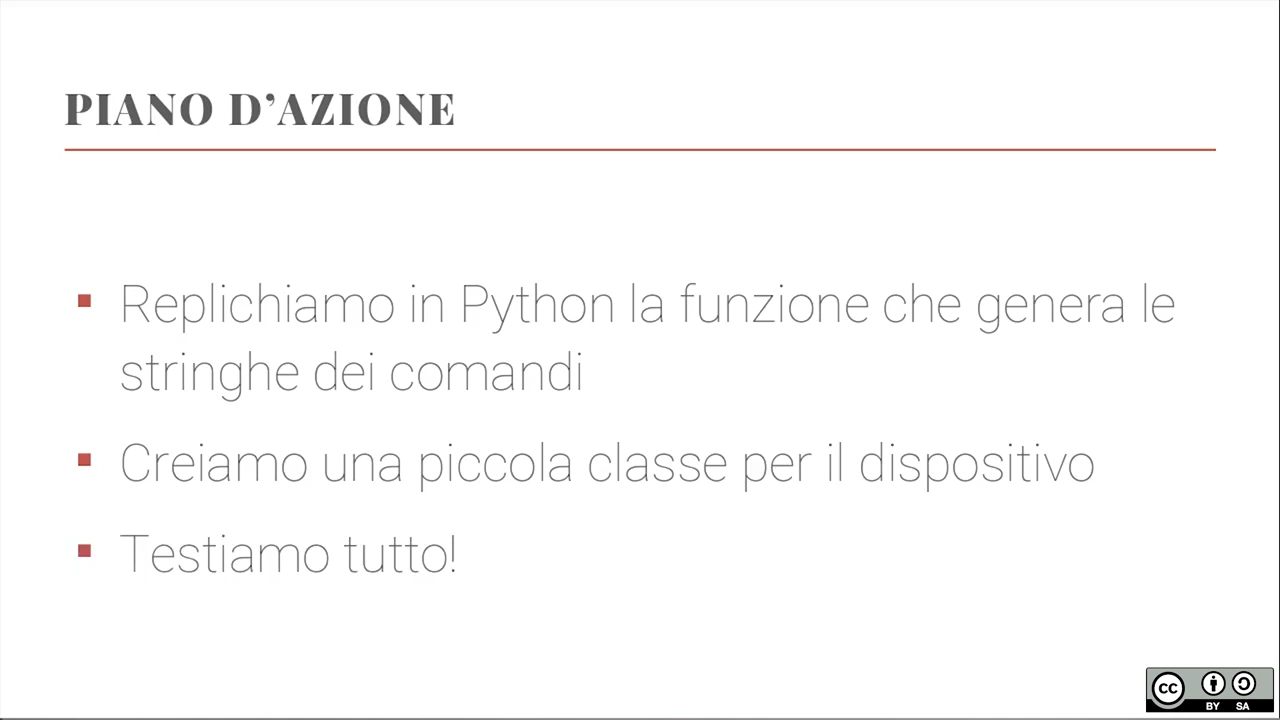 PIANO D'AZIONE
Replichiamo in Python la funzione che genera le
stringhe dei comandi
Creiamo una piccola classe per il dispositivo
Testiamo tutto!
cc
BY SA